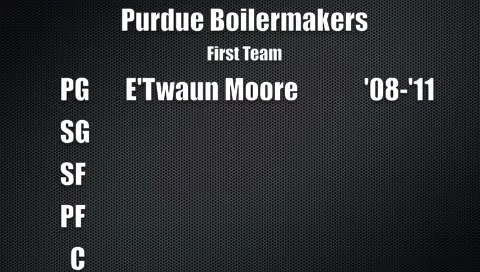 Purdue Boilermakers
First Team
PG E'Twaun Moore '08-'11
SG
SF
PF
C